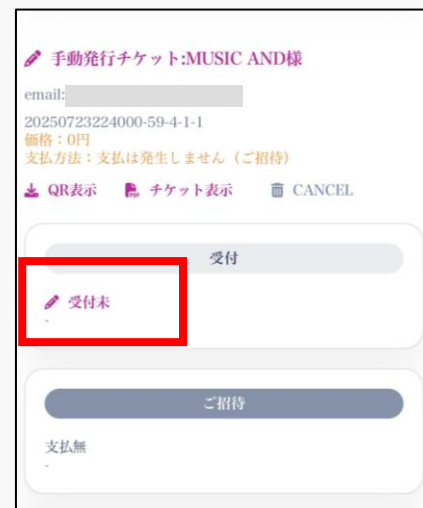 手動発行チケット:MUSIC AND様
email:
20250723224000-59-4-1-1
価格：0円
支払方法：支払は発生しません（ご招待）
QR表示 チケット表示 CANCEL
受付
受付未
-
ご招待
支払無
-